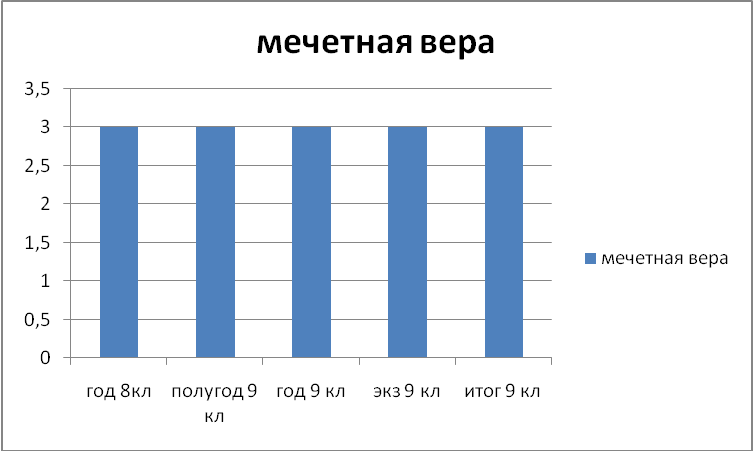 мечетная вера
3,5
3
2,5
2
1,5
1
0,5
0
год 8кл
полугод 9
кл
год 9 кл
экз 9 кл
итог 9 кл
мечетная вера